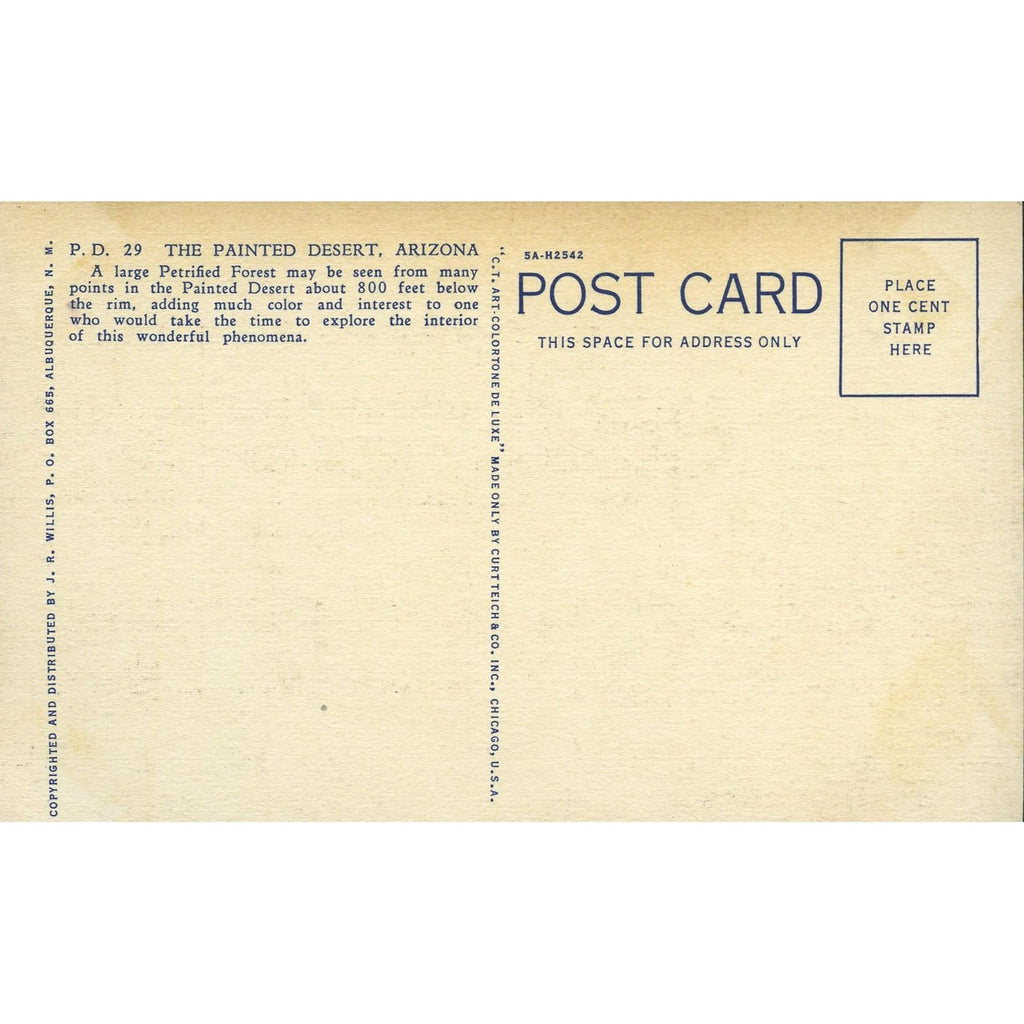 COPYRIGHTED AND DISTRIBUTED BY J. R. WILLIS, P. O. BOX 665, ALBUQUERQUE, N. M.
P. D. 29 THE PAINTED DESERT, ARIZONA
A large Petrified Forest may be seen from many
points in the Painted Desert about 800 feet below
the rim, adding much color and interest to one
who would take the time to explore the interior
of this wonderful phenomena.
"C.T. ART-COLORTONE DE LUXE" MADE ONLY BY CURT TEICH & CO. INC., CHICAGO, U.S.A.
5A-H2542
POST CARD
THIS SPACE FOR ADDRESS ONLY
PLACE
ONE CENT
STAMP
HERE